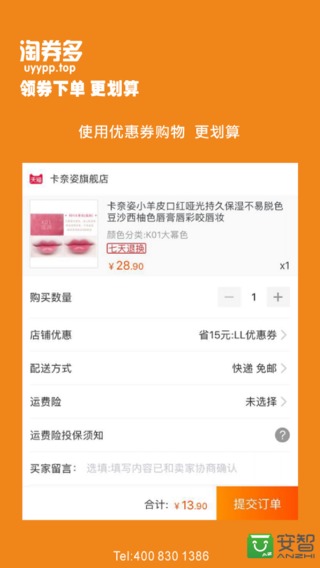 淘券多
uyypp.top
领券下单 更划算
使用优惠券购物 更划算
卡奈姿旗舰店
卡奈姿小羊皮口红哑光持久保湿不易脱色
豆沙西柚色唇膏唇彩咬唇妆
颜色分类:K01大幂色
七天退换
¥28.90
x1
购买数量
1
店铺优惠
省15元:LL优惠券
配送方式
快递 免邮
运费险
未选择
运费险投保须知
?
买家留言:
选填:填写内容已和卖家协商确认
合计: ¥13.90
提交订单
安智
ANZHI
Tel:400 830 1386